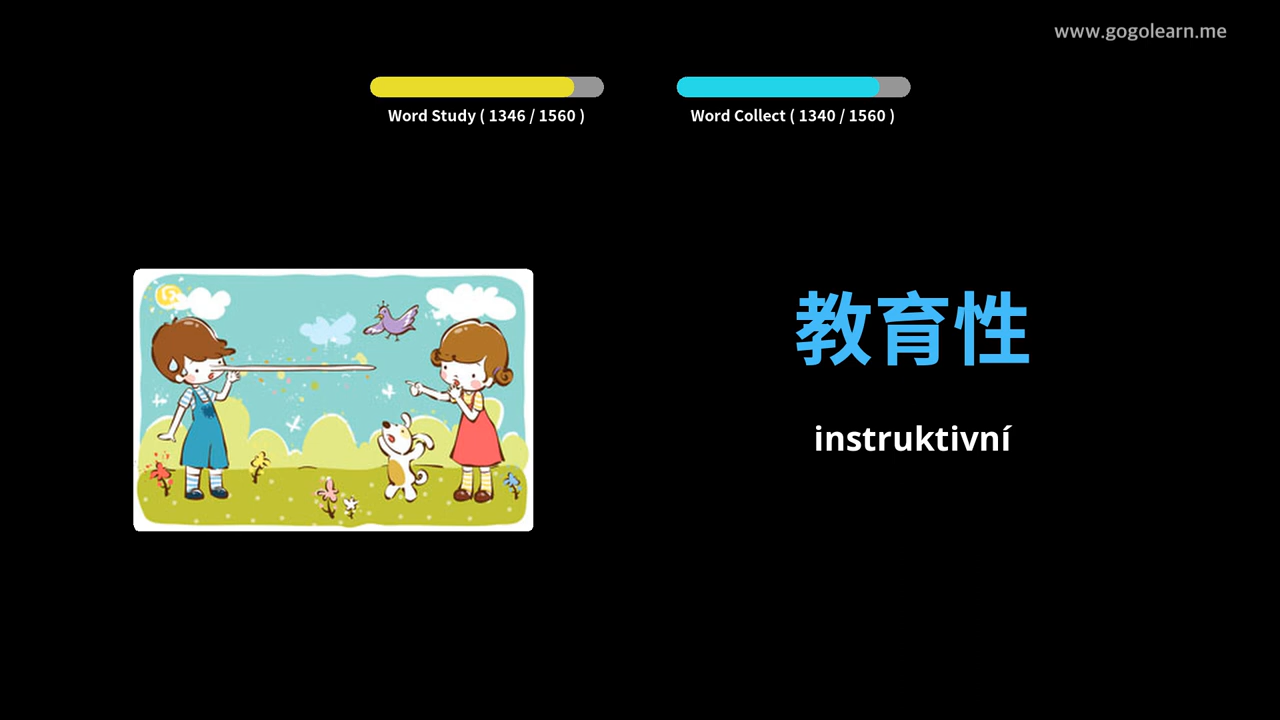 www.gogolearn.me
Word Study ( 1346 / 1560 )
Word Collect ( 1340 / 1560 )
教育性
instruktivní